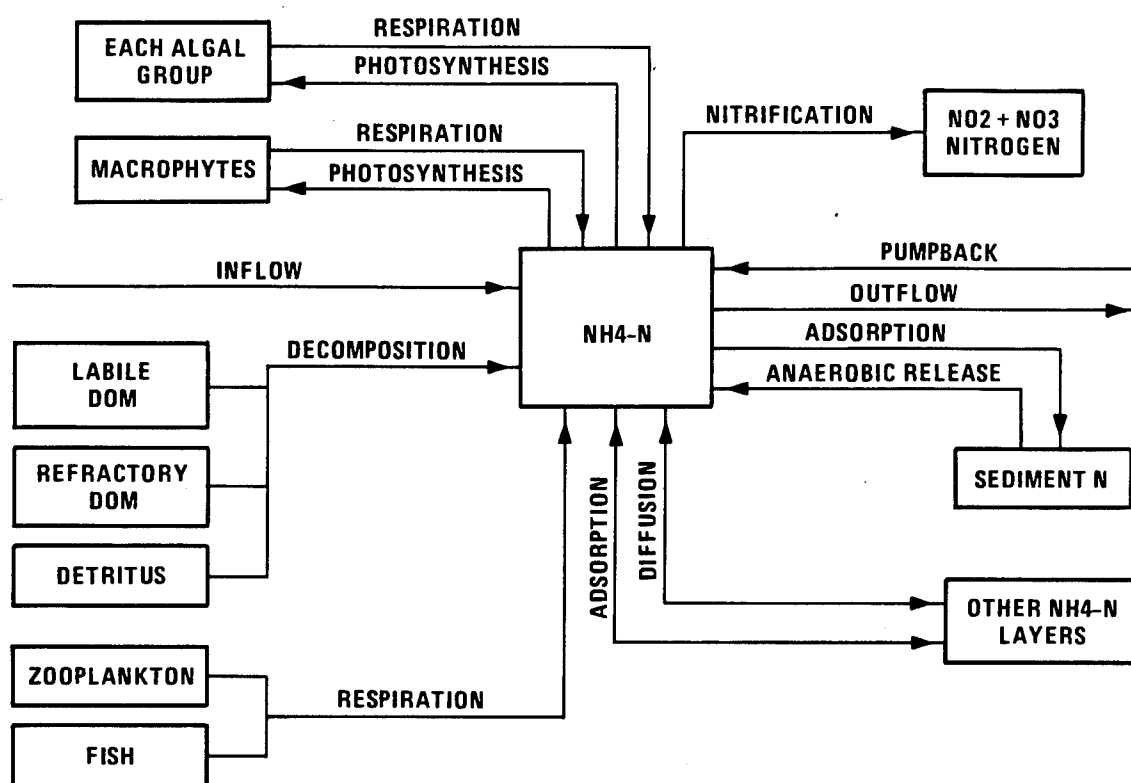 EACH ALGAL
GROUP
RESPIRATION
PHOTOSYNTHESIS
MACROPHYTES
RESPIRATION
PHOTOSYNTHESIS
NITRIFICATION
NO2 + NO3
NITROGEN
INFLOW
NH4-N
PUMPBACK
OUTFLOW
ADSORPTION
ANAEROBIC RELEASE
SEDIMENT N
LABILE
DOM
DECOMPOSITION
REFRACTORY
DOM
DETRITUS
ADSORPTION
DIFFUSION
OTHER NH4-N
LAYERS
ZOOPLANKTON
RESPIRATION
FISH